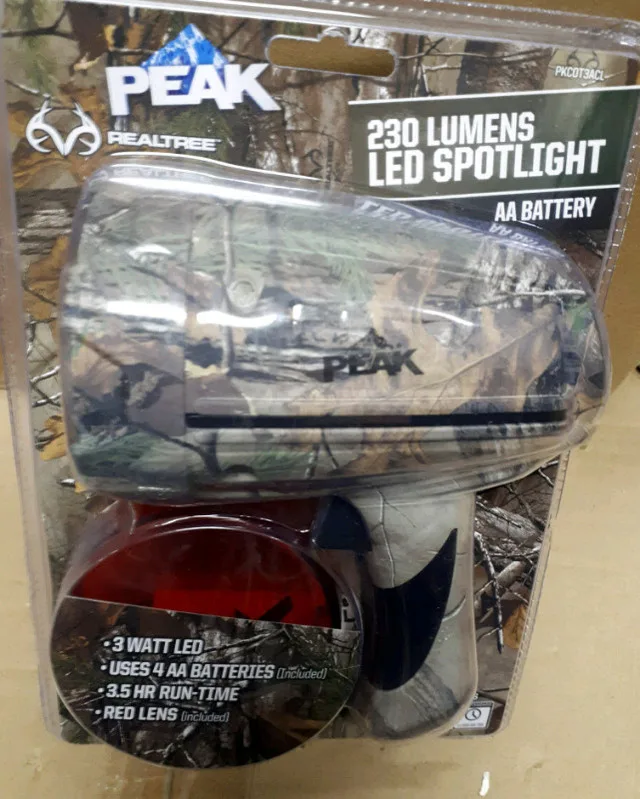 PEAK
REALTREE
PKC0T3ACL
230 LUMENS
LED SPOTLIGHT
AA BATTERY
PEAK
• 3 WATT LED
• USES 4 AA BATTERIES (Included)
• 3.5 HR RUN-TIME
• RED LENS (included)